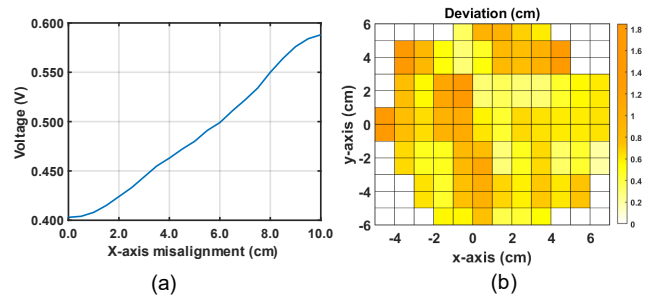 Deviation (cm)
0.600
0.550
0.500
0.450
0.400
Voltage (V)
0.0 2.0 4.0 6.0 8.0 10.0
X-axis misalignment (cm)
(a)
6
4
2
0
-2
-4
-6
y-axis (cm)
-4 -2 0 2 4 6
x-axis (cm)
1.8
1.6
1.4
1.2
1
0.8
0.6
0.4
0.2
0
(b)